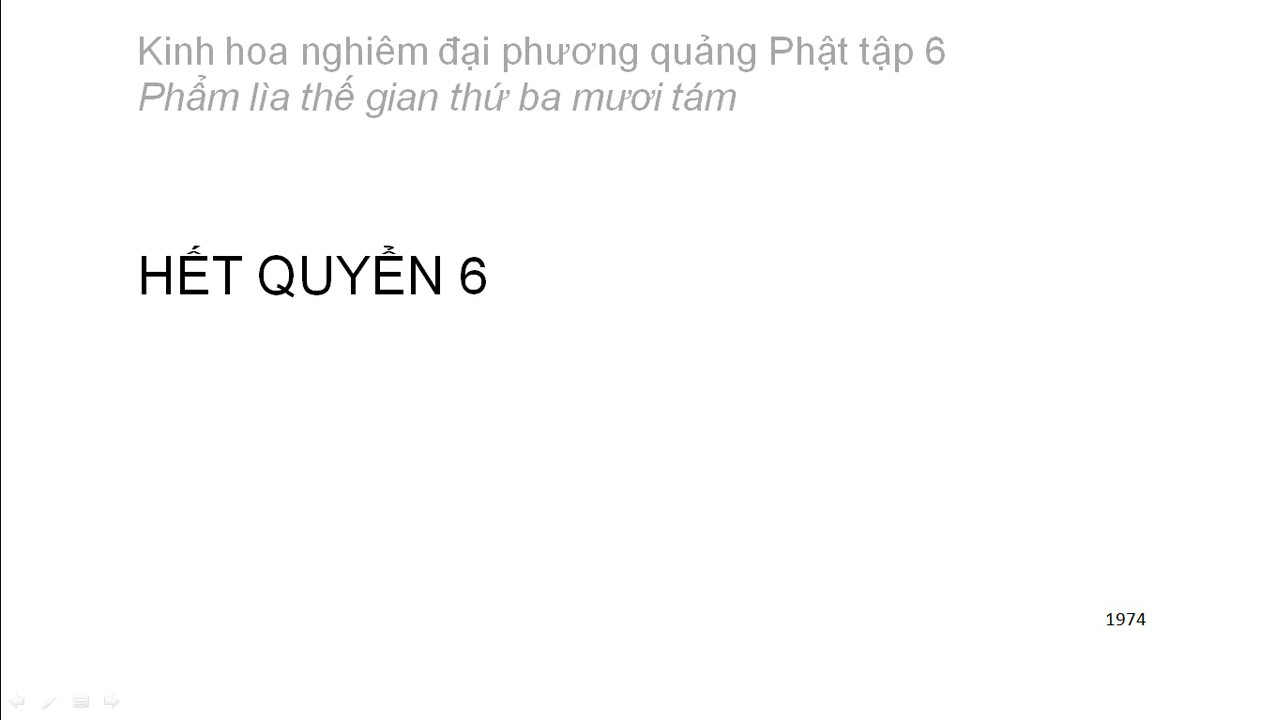 Kinh hoa nghiêm đại phương quảng Phật tập 6
Phẩm lìa thế gian thứ ba mươi tám
HẾT QUYỂN 6
1974